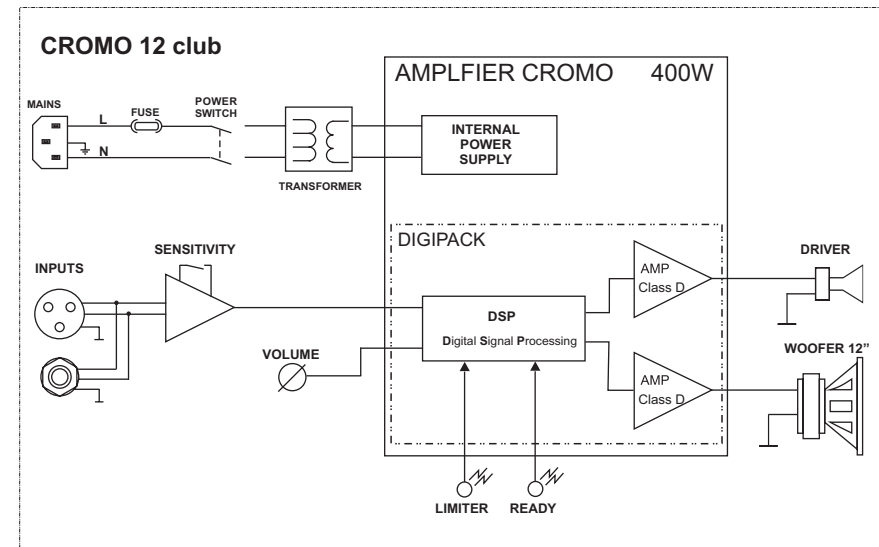 CROMO 12 club
AMPLFIER CROMO 400W
MAINS
L
FUSE
POWER
SWITCH
N
TRANSFORMER
INTERNAL
POWER
SUPPLY
DIGIPACK
INPUTS
SENSITIVITY
VOLUME
DSP
Digital Signal Processing
AMP
Class D
AMP
Class D
DRIVER
WOOFER 12”
LIMITER
READY